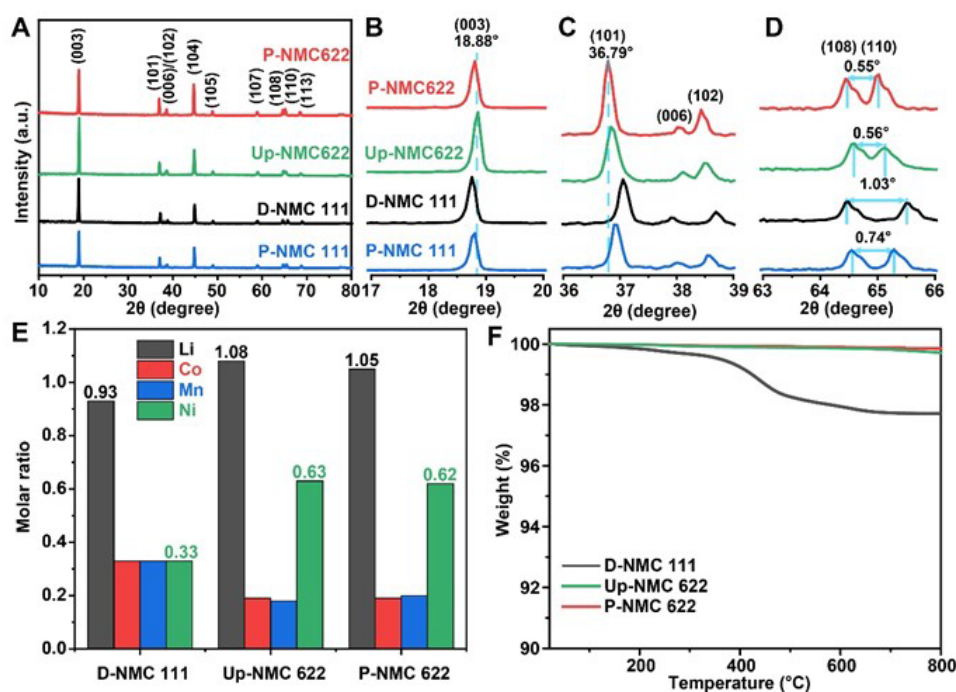 A
(003)
P-NMC622
(101)
(006)/(102)
(104)
(105)
(107)
(108)
(110)
(113)
Up-NMC622
D-NMC 111
P-NMC 111
Intensity (a.u.)
10 20 30 40 50 60 70 80
2θ (degree)
B
(003)
18.88°
P-NMC622
Up-NMC622
D-NMC 111
P-NMC 111
17 18 19 20
2θ (degree)
C
(101)
36.79°
(006)
(102)
36 37 38 39
2θ (degree)
D
(108) (110)
0.55°
0.56°
1.03°
0.74°
63 64 65 66
2θ (degree)
E
Li
Co
Mn
Ni
Molar ratio
1.2
1.0
0.8
0.6
0.4
0.2
0.0
0.93
0.33
1.08
0.63
1.05
0.62
D-NMC 111 Up-NMC 622 P-NMC 622
F
Weight (%)
100
98
96
94
92
90
D-NMC 111
Up-NMC 622
P-NMC 622
200 400 600 800
Temperature (°C)